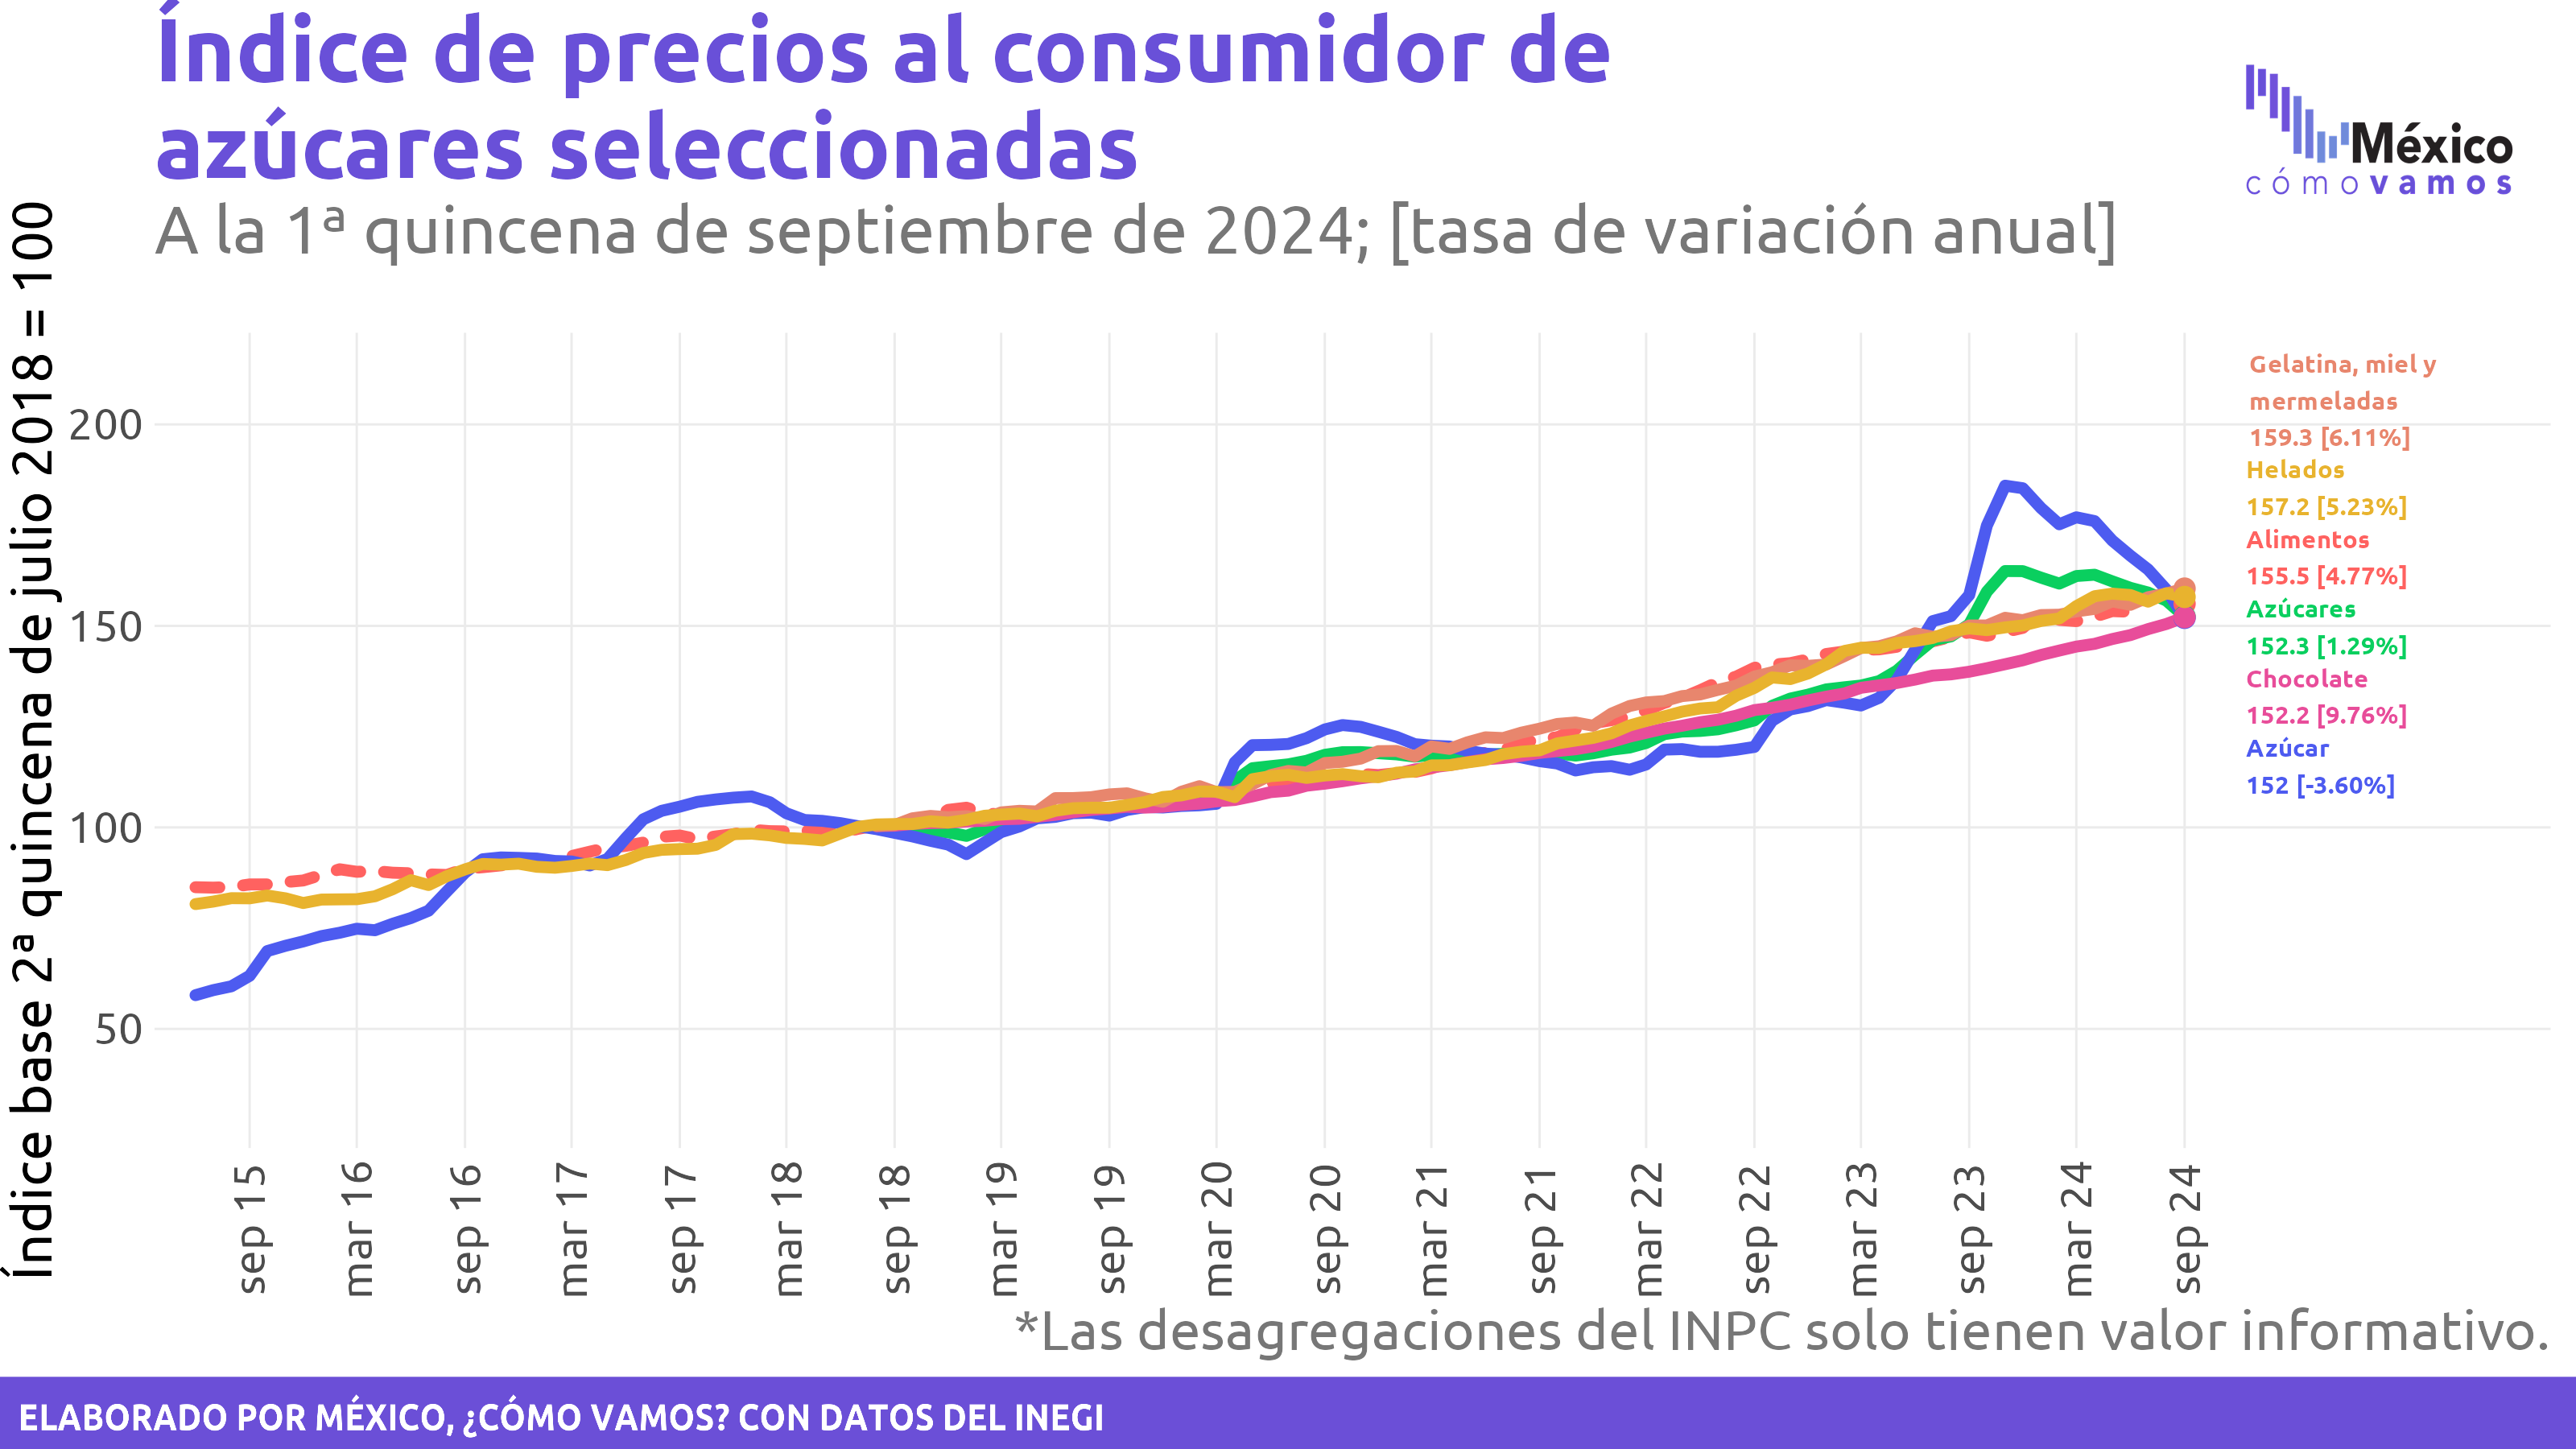 Índice de precios al consumidor de
azúcares seleccionadas
A la 1ª quincena de septiembre de 2024; [tasa de variación anual]
México
cómovamos
Índice base 2ª quincena de julio 2018 = 100
200
150
100
50
Gelatina, miel y
mermeladas
159.3 [6.11%]
Helados
157.2 [5.23%]
Alimentos
155.5 [4.77%]
Azúcares
152.3 [1.29%]
Chocolate
152.2 [9.76%]
Azúcar
152 [-3.60%]
sep 15
mar 16
sep 16
mar 17
sep 17
mar 18
sep 18
mar 19
sep 19
mar 20
sep 20
mar 21
sep 21
mar 22
sep 22
mar 23
sep 23
mar 24
sep 24
*Las desagregaciones del INPC solo tienen valor informativo.
ELABORADO POR MÉXICO, ¿CÓMO VAMOS? CON DATOS DEL INEGI